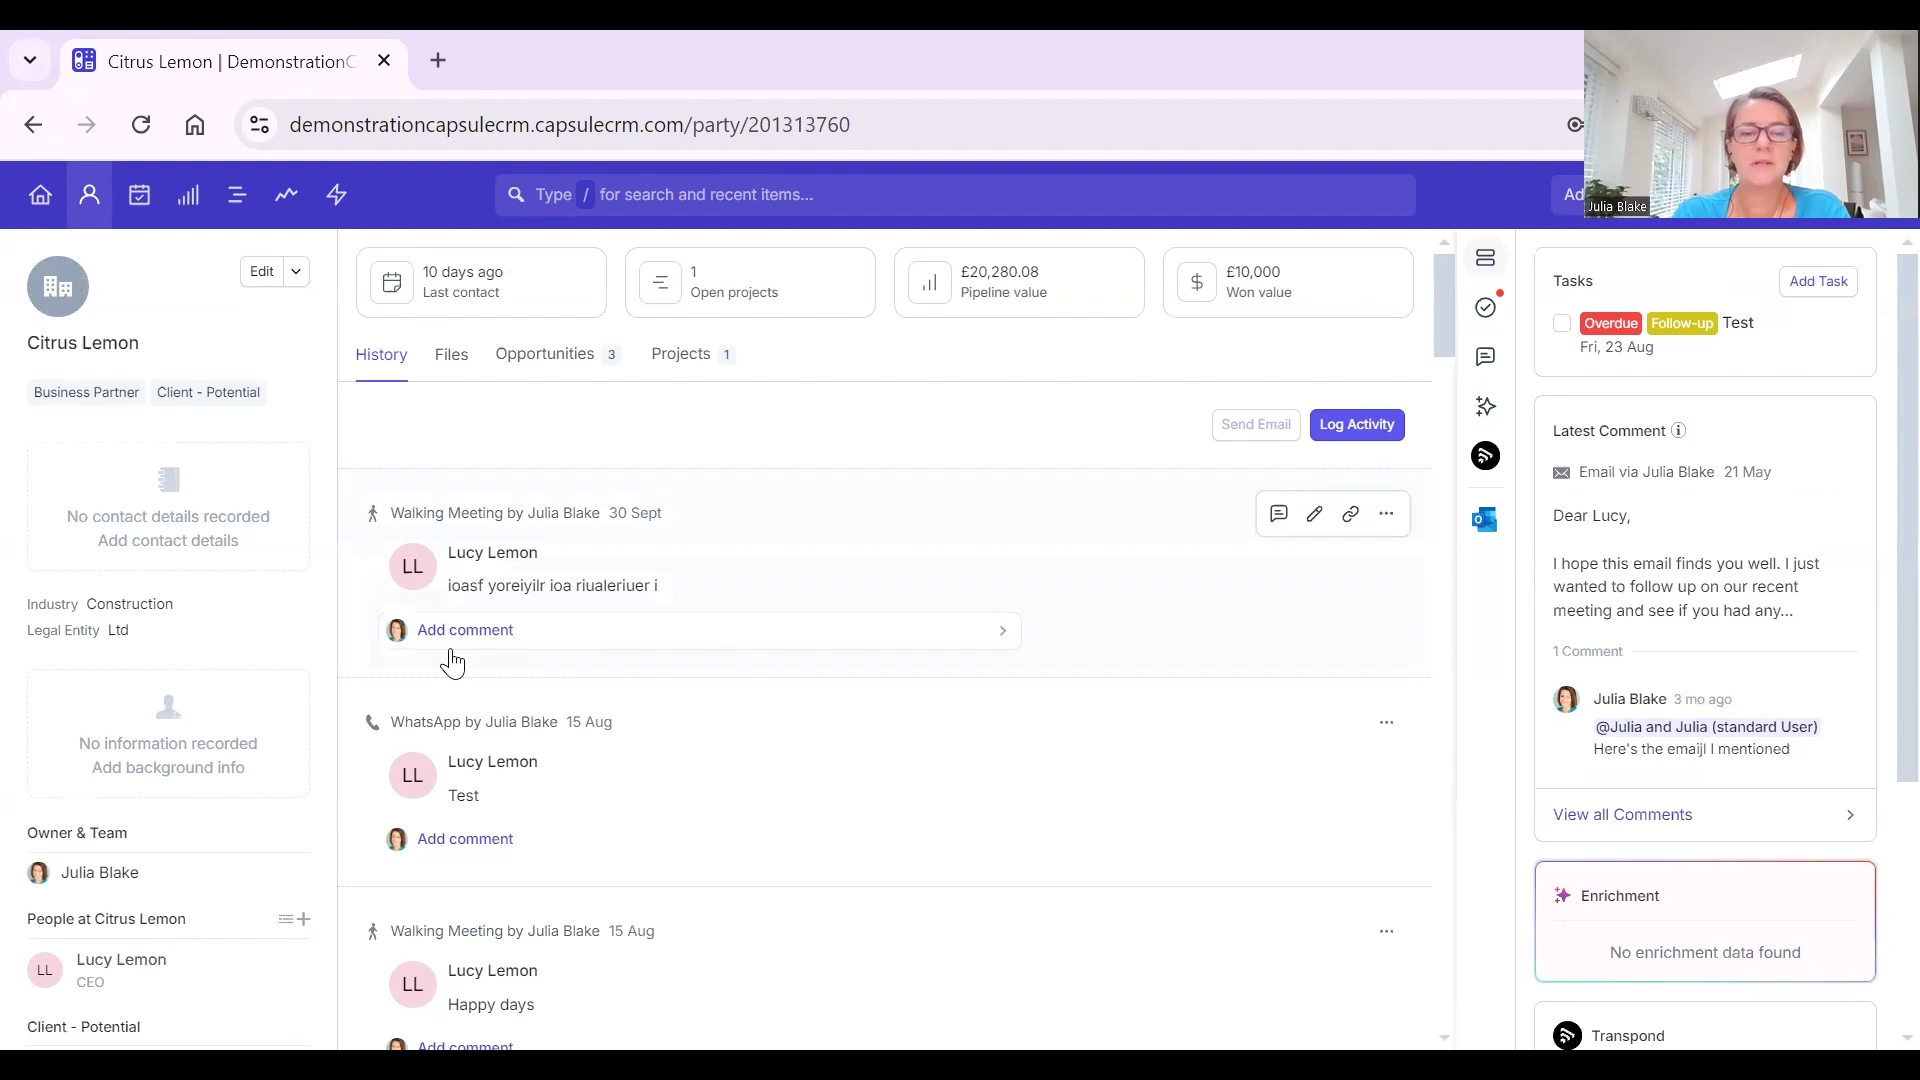 Citrus Lemon | DemonstrationC
demonstrationcapsulecrm.capsulecrm.com/party/201313760
Type / for search and recent items...
Julia Blake
Edit
Citrus Lemon
Business Partner
Client - Potential
No contact details recorded
Add contact details
Industry Construction
Legal Entity Ltd
No information recorded
Add background info
Owner & Team
Julia Blake
People at Citrus Lemon
LL
Lucy Lemon
CEO
Client - Potential
10 days ago
Last contact
1
Open projects
£20,280.08
Pipeline value
£10,000
Won value
History
Files
Opportunities 3
Projects 1
Send Email
Log Activity
Walking Meeting by Julia Blake 30 Sept
LL
Lucy Lemon
ioasf yoreiyilr ioa riualeriuer i
Add comment
WhatsApp by Julia Blake 15 Aug
LL
Lucy Lemon
Test
Add comment
Walking Meeting by Julia Blake 15 Aug
LL
Lucy Lemon
Happy days
Add comment
Tasks
Add Task
Overdue Follow-up Test
Fri, 23 Aug
Latest Comment
Email via Julia Blake 21 May
Dear Lucy,
I hope this email finds you well. I just
wanted to follow up on our recent
meeting and see if you had any...
1 Comment
Julia Blake 3 mo ago
@Julia and Julia (standard User)
Here's the emaijl I mentioned
View all Comments
Enrichment
No enrichment data found
Transpond